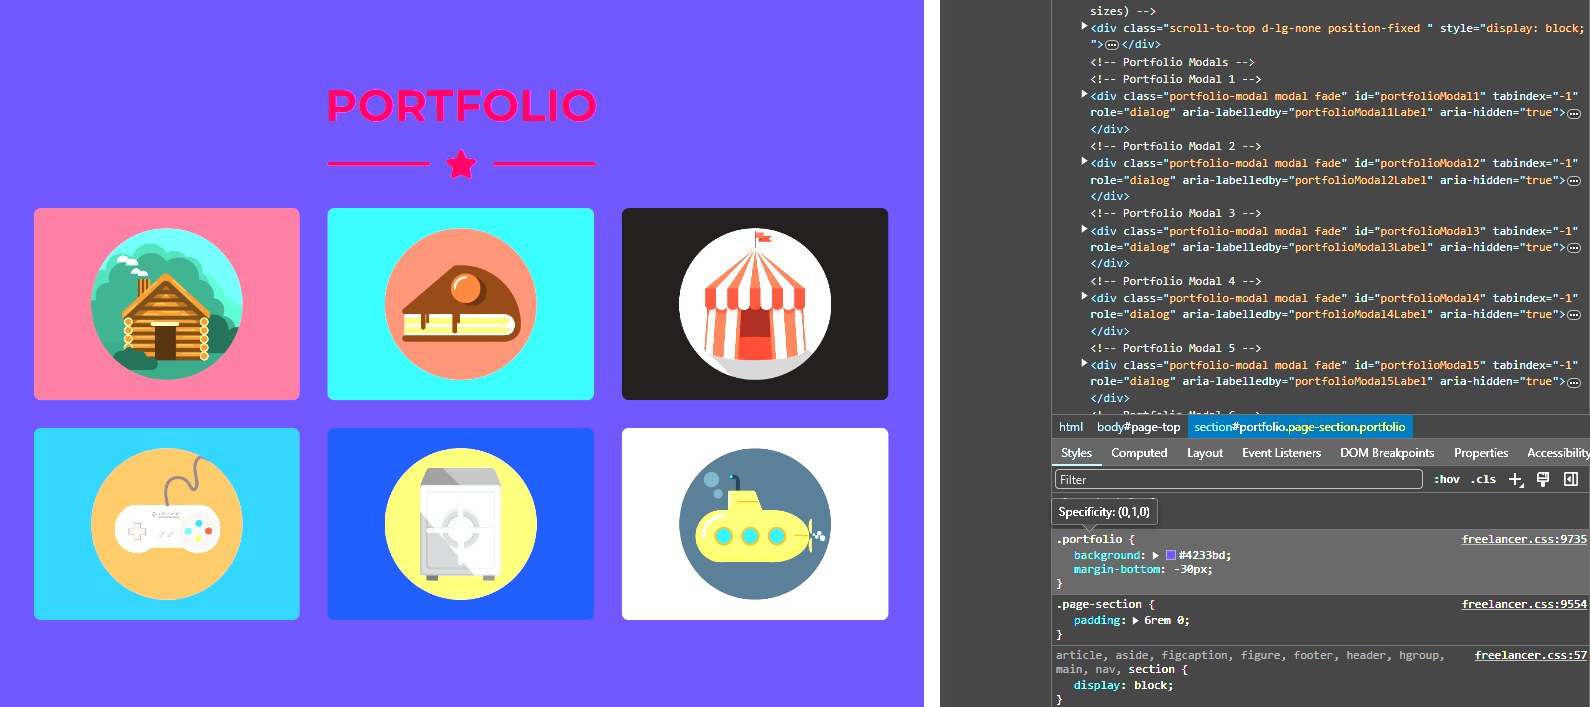 PORTFOLIO
sizes) -->
<div class="scroll-to-top d-lg-none position-fixed " style="display: block;
">…</div>
<!-- Portfolio Modals -->
<!-- Portfolio Modal 1 -->
<div class="portfolio-modal modal fade" id="portfolioModal1" tabindex="-1"
role="dialog" aria-labelledby="portfolioModal1Label" aria-hidden="true">…
</div>
<!-- Portfolio Modal 2 -->
<div class="portfolio-modal modal fade" id="portfolioModal2" tabindex="-1"
role="dialog" aria-labelledby="portfolioModal2Label" aria-hidden="true">…
</div>
<!-- Portfolio Modal 3 -->
<div class="portfolio-modal modal fade" id="portfolioModal3" tabindex="-1"
role="dialog" aria-labelledby="portfolioModal3Label" aria-hidden="true">…
</div>
<!-- Portfolio Modal 4 -->
<div class="portfolio-modal modal fade" id="portfolioModal4" tabindex="-1"
role="dialog" aria-labelledby="portfolioModal4Label" aria-hidden="true">…
</div>
<!-- Portfolio Modal 5 -->
<div class="portfolio-modal modal fade" id="portfolioModal5" tabindex="-1"
role="dialog" aria-labelledby="portfolioModal5Label" aria-hidden="true">…
</div>
html body#page-top section#portfolio.page-section.portfolio
Styles Computed Layout Event Listeners DOM Breakpoints Properties Accessibility
Filter :hov .cls
Specificity: (0,1,0)
.portfolio { freelancer.css:9735
background: #4233bd;
margin-bottom: -30px;
}
.page-section { freelancer.css:9554
padding: 6rem 0;
}
article, aside, figcaption, figure, footer, header, hgroup, freelancer.css:57
main, nav, section {
display: block;
}